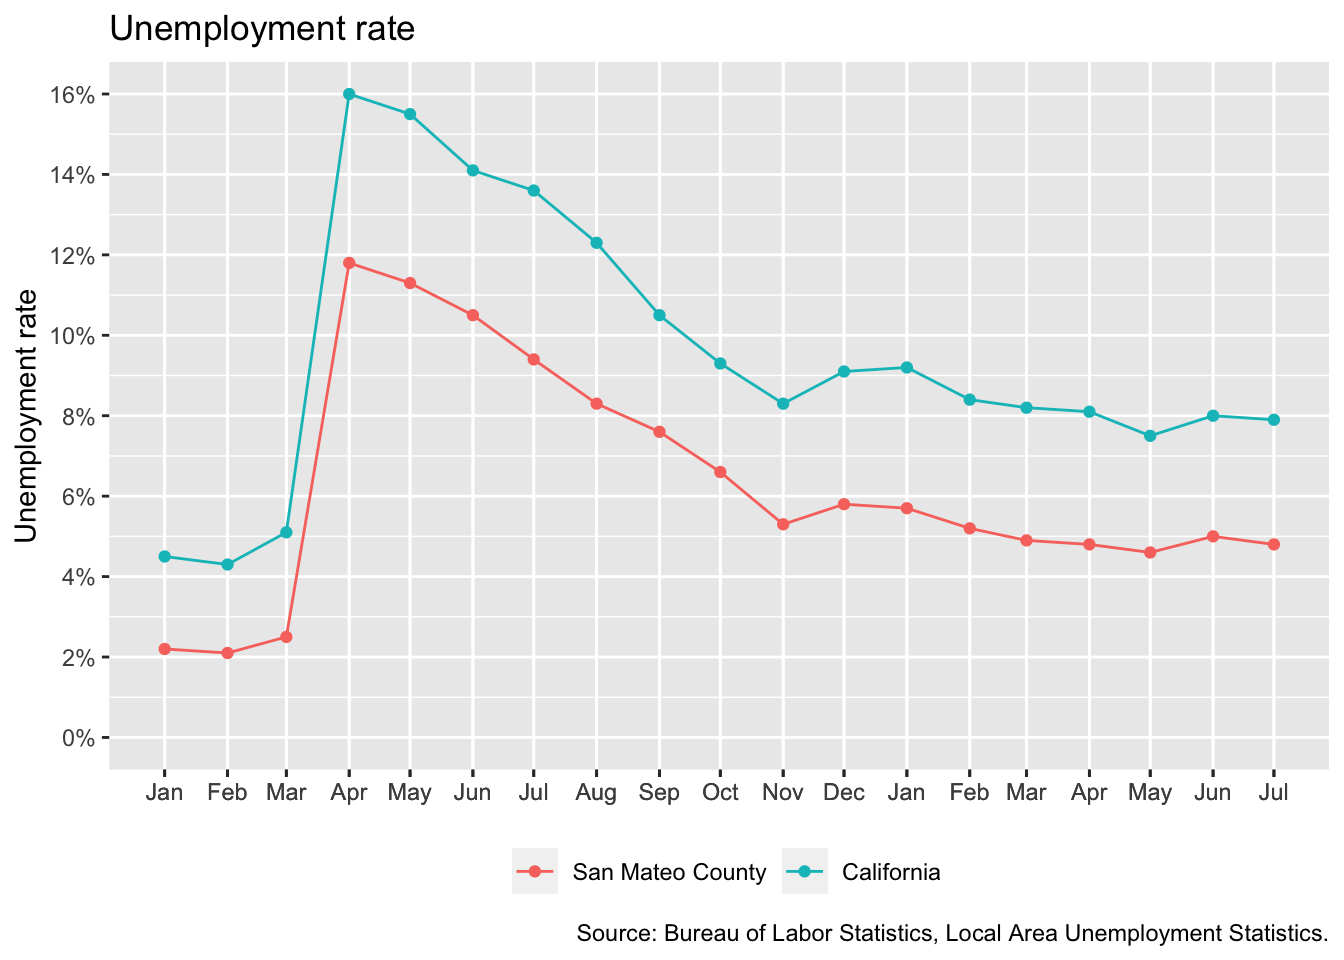 Unemployment rate
Unemployment rate
16%
14%
12%
10%
8%
6%
4%
2%
0%
Jan Feb Mar Apr May Jun Jul Aug Sep Oct Nov Dec Jan Feb Mar Apr May Jun Jul
San Mateo County California
Source: Bureau of Labor Statistics, Local Area Unemployment Statistics.